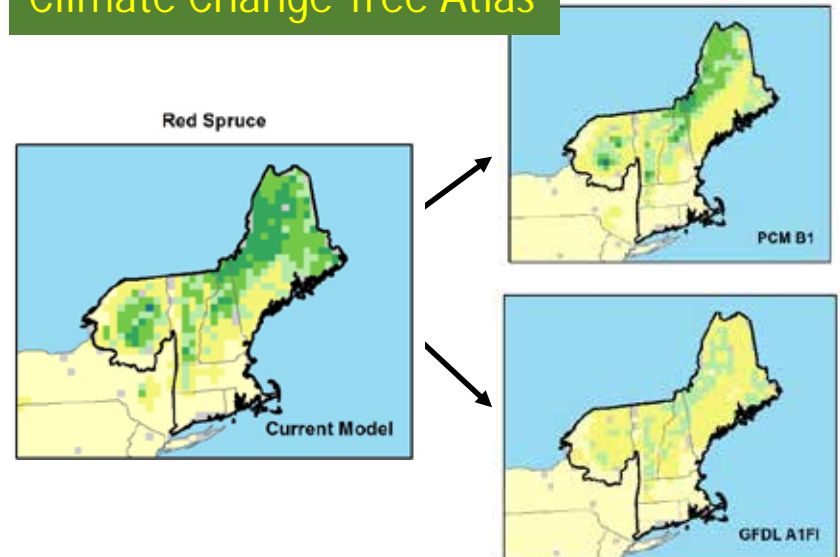 Climate Change Tree Atlas
Red Spruce
Current Model
PCM B1
GFDL A1FI